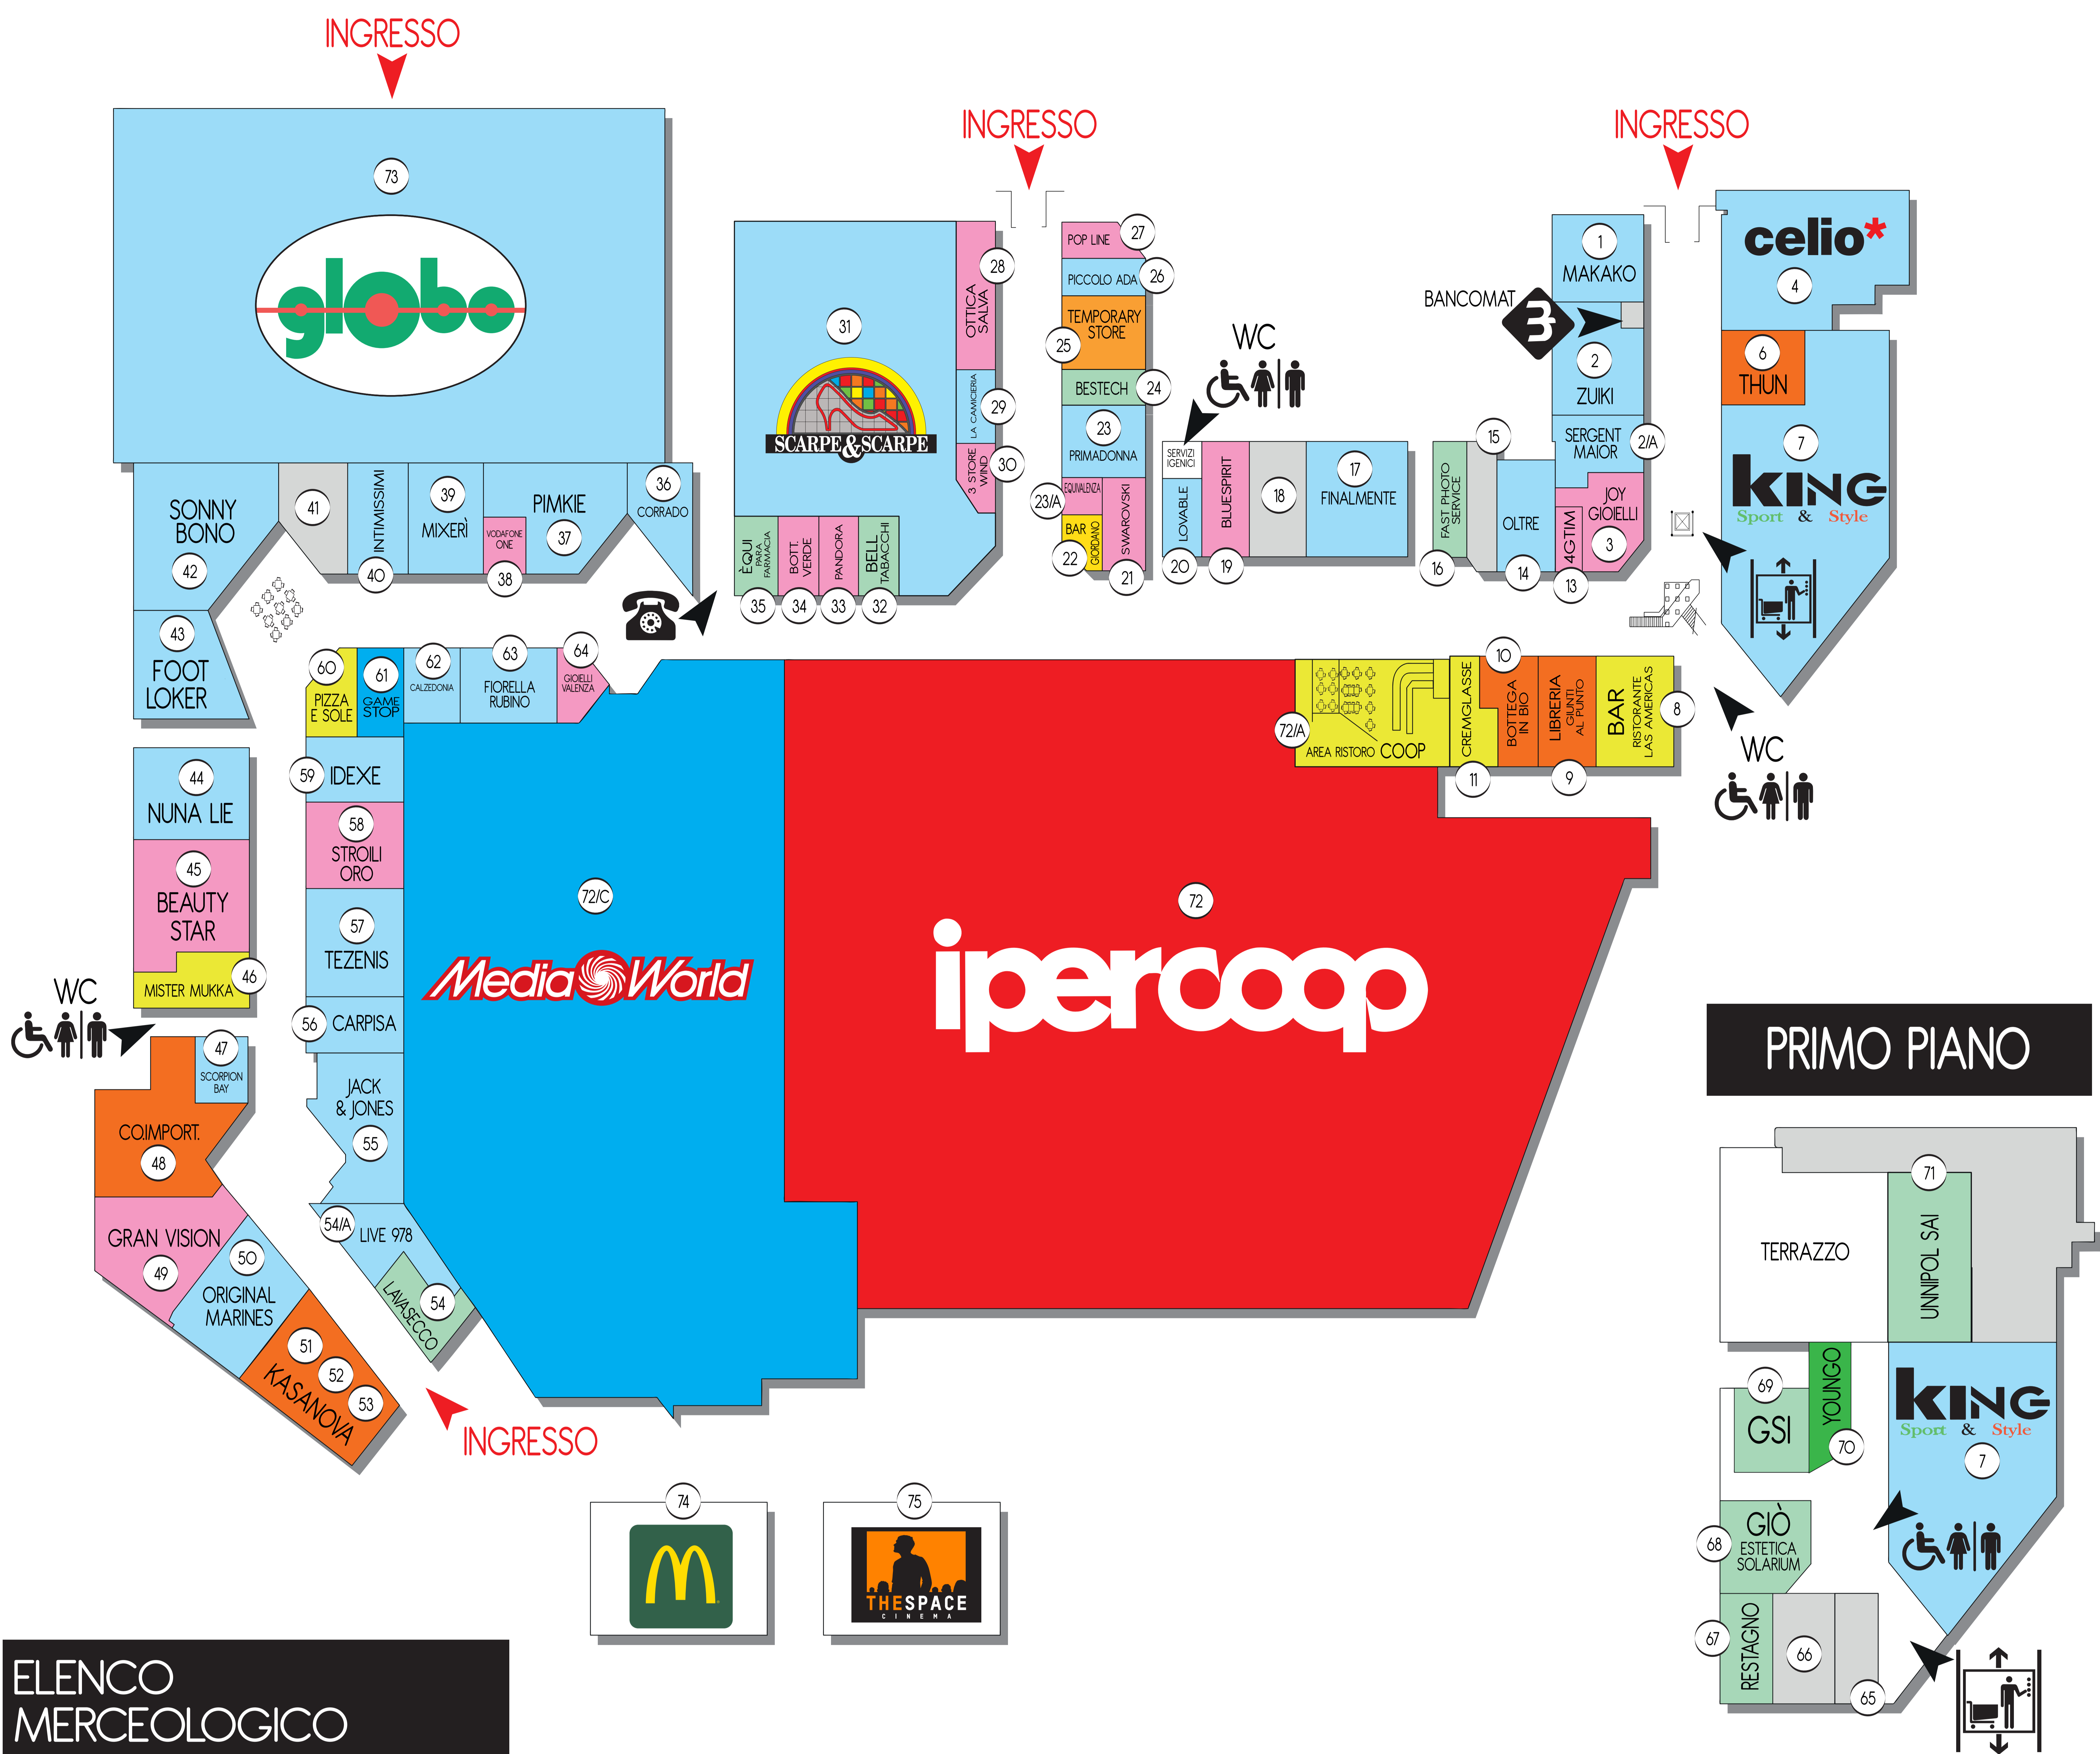 INGRESSO
INGRESSO
INGRESSO
73
globo
SONNY
BONO
42
41
INTIMISSIMI
40
39
MIXERÌ
VODAFONE
ONE
38
PIMKIE
37
36
CORRADO
43
FOOT
LOKER
31
SCARPE&SCARPE
28
OTTICA
SALVA
29
LA CAMICIERIA
30
3 STORE
WIND
ÈQUI
PARA
FARMACIA
35
BOTT.
VERDE
34
PANDORA
33
BELL
TABACCHI
32
27
POP LINE
26
PICCOLO ADA
TEMPORARY
STORE
25
BESTECH
24
23
PRIMADONNA
EQUIVALENZA
23/A
BAR
GIORDANO
22
SWAROVSKI
21
WC
SERVIZI
IGENICI
LOVABLE
20
BLUESPIRIT
19
18
17
FINALMENTE
BANCOMAT
3
1
MAKAKO
2
ZUIKI
SERGENT
MAIOR
2/A
15
FAST PHOTO
SERVICE
16
OLTRE
14
4GTIM
13
JOY
GIOIELLI
3
celio*
4
6
THUN
7
KING
Sport & Style
60
PIZZA
E SOLE
61
GAME
STOP
62
CALZEDONIA
63
FIORELLA
RUBINO
64
GIOIELLI
VALENZA
72/A
AREA RISTORO COOP
CREMGLASSE
11
10
BOTTEGA
IN BIO
LIBRERIA
GIUNTI
AL PUNTO
9
BAR
RISTORANTE
LAS AMERICAS
8
WC
44
NUNA LIE
45
BEAUTY
STAR
46
MISTER MUKKA
WC
59
IDEXE
58
STROILI
ORO
57
TEZENIS
56
CARPISA
JACK
& JONES
55
72/C
Media World
72
ipercoop
47
SCORPION
BAY
CO.IMPORT.
48
GRAN VISION
49
50
ORIGINAL
MARINES
51
52
53
KASANOVA
54/A
LIVE 978
54
LAVASECCO
INGRESSO
74
75
THESPACE
CINEMA
PRIMO PIANO
TERRAZZO
71
UNNIPOL SAI
69
GSI
YOUNGO
70
KING
Sport & Style
7
68
GIÒ
ESTETICA
SOLARIUM
67
RESTAGNO
66
65
ELENCO
MERCEOLOGICO